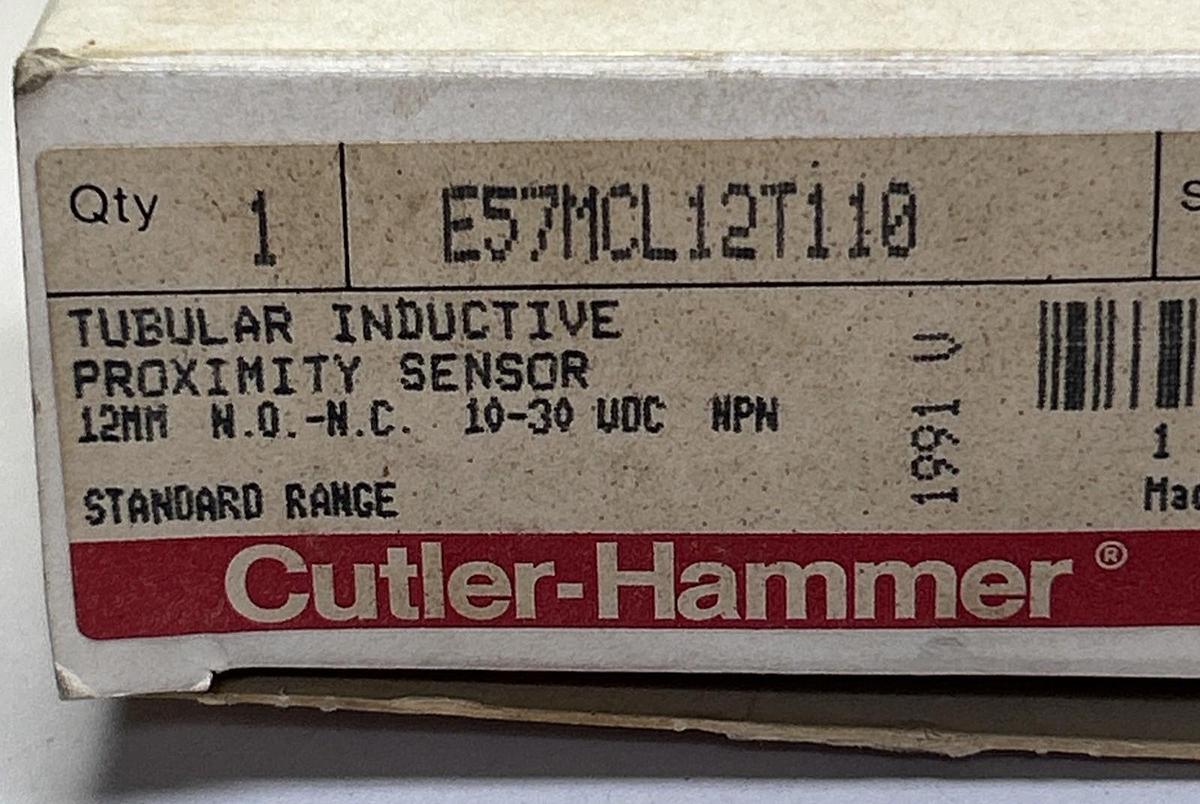 Qty 1 E57MCL12T110 S
TUBULAR INDUCTIVE
PROXIMITY SENSOR
12MM N.O.-N.C. 10-30 VDC NPN
STANDARD RANGE
1991 V
1
Cutler-Hammer®